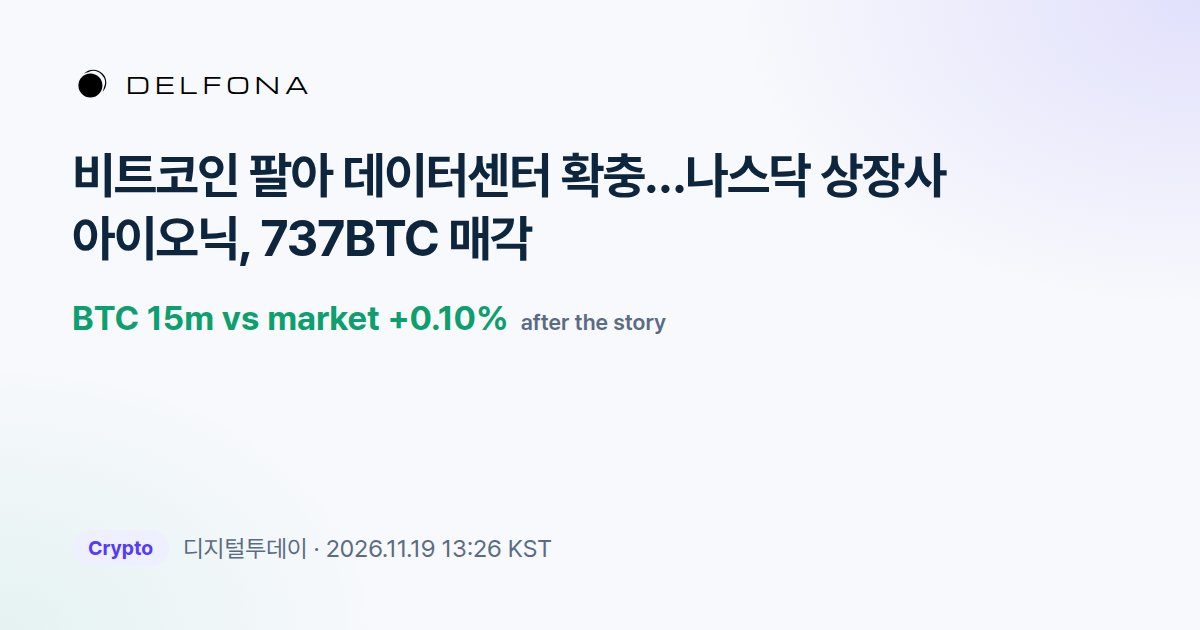 DELFONA
비트코인 팔아 데이터센터 확충...나스닥 상장사
아이오닉, 737BTC 매각
BTC 15m vs market +0.10% after the story
Crypto 디지털투데이 · 2026.11.19 13:26 KST